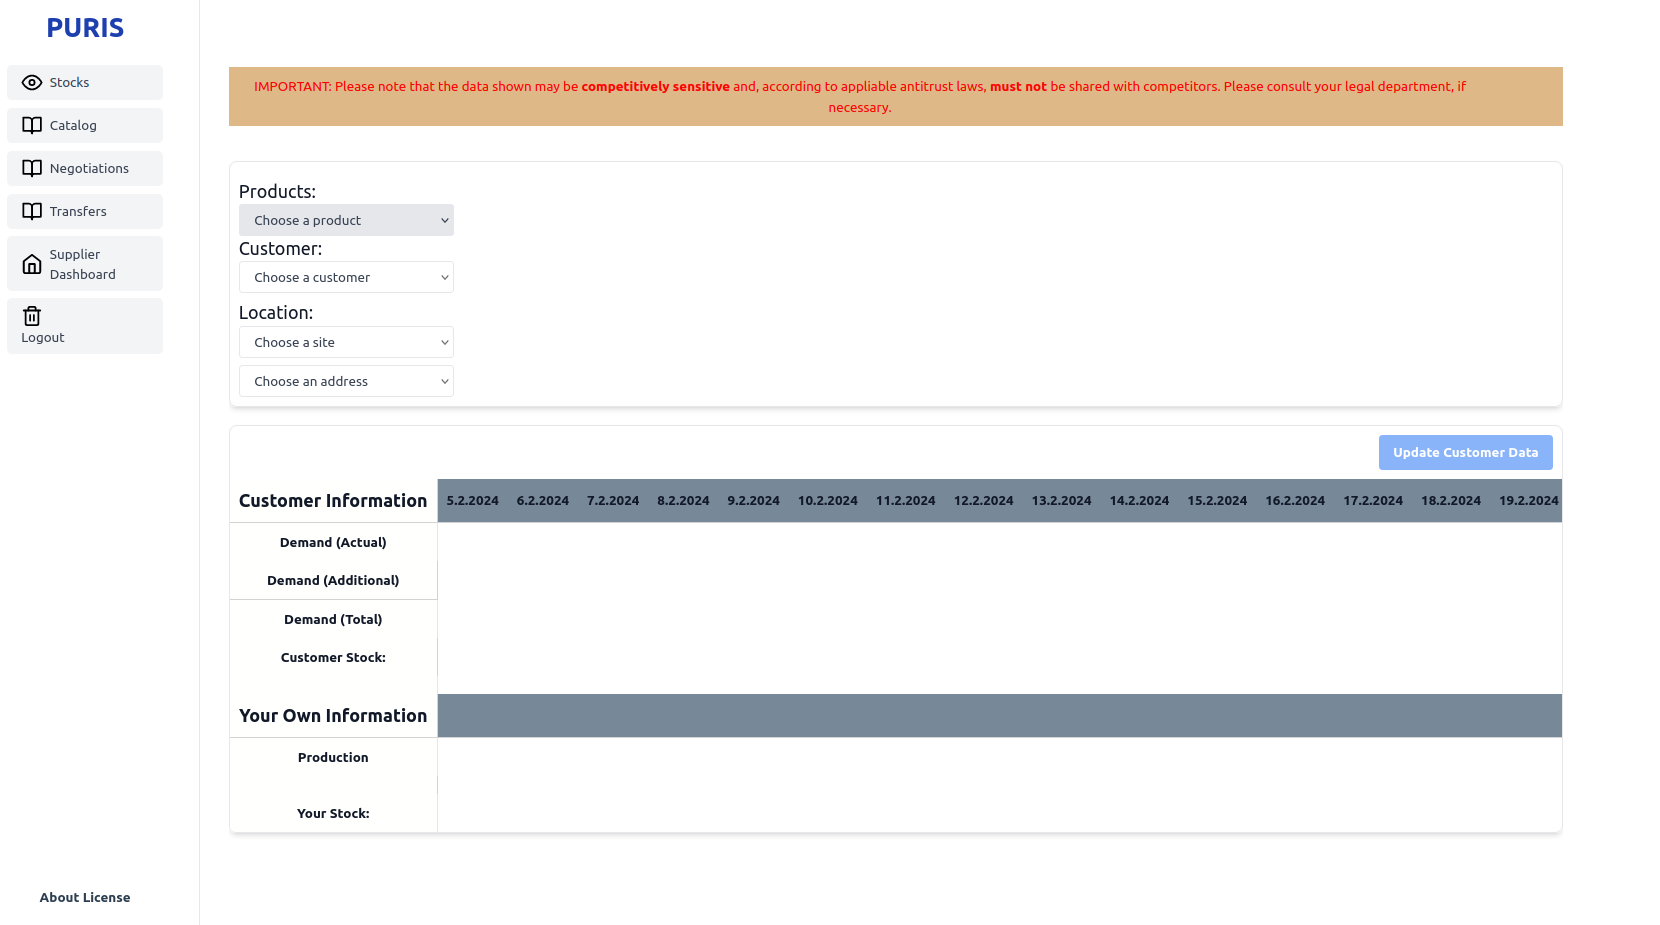 PURIS
Stocks
Catalog
Negotiations
Transfers
Supplier
Dashboard
Logout
About License
IMPORTANT: Please note that the data shown may be competitively sensitive and, according to appliable antitrust laws, must not be shared with competitors. Please consult your legal department, if
necessary.
Products:
Choose a product
Customer:
Choose a customer
Location:
Choose a site
Choose an address
Update Customer Data
Customer Information 5.2.2024 6.2.2024 7.2.2024 8.2.2024 9.2.2024 10.2.2024 11.2.2024 12.2.2024 13.2.2024 14.2.2024 15.2.2024 16.2.2024 17.2.2024 18.2.2024 19.2.2024
Demand (Actual)
Demand (Additional)
Demand (Total)
Customer Stock:
Your Own Information
Production
Your Stock: